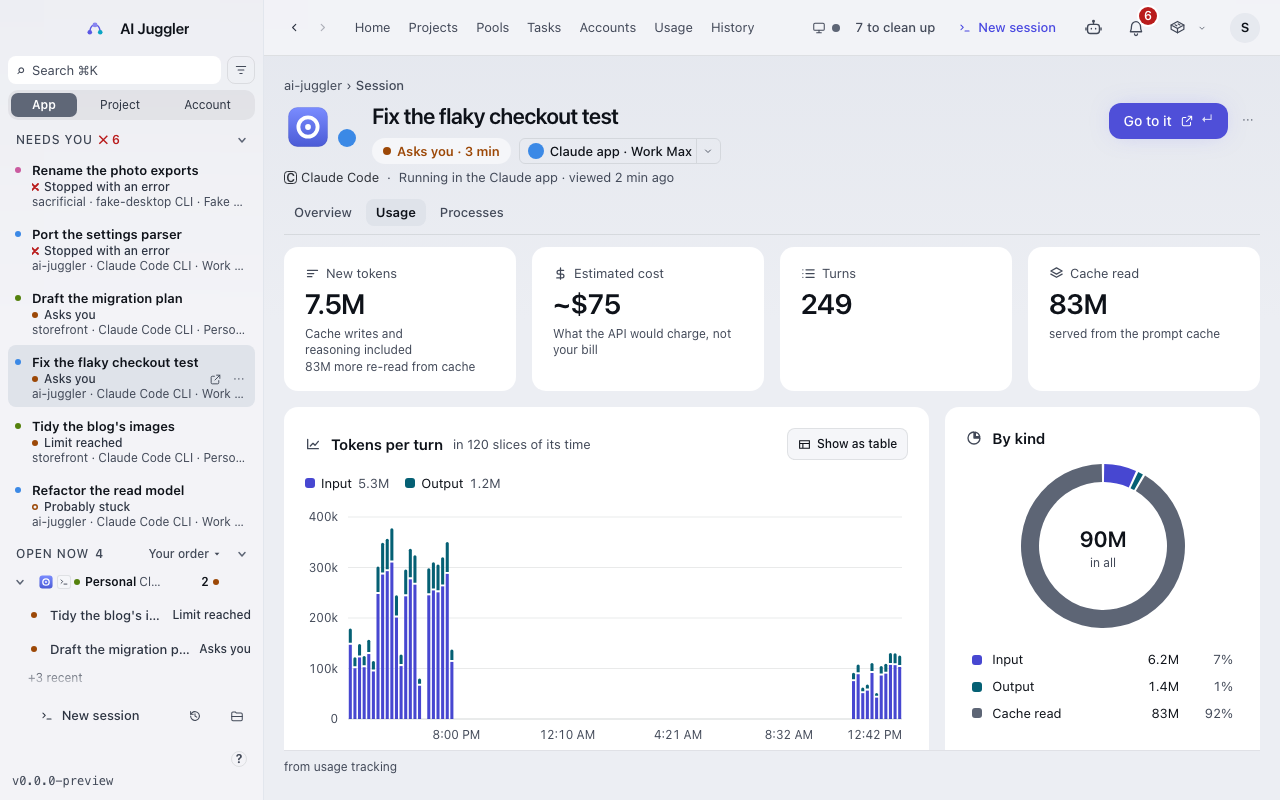 AI Juggler
Search ⌘K
App Project Account
NEEDS YOU 6
Rename the photo exports
Stopped with an error
sacrificial · fake-desktop CLI · Fake ...
Port the settings parser
Stopped with an error
ai-juggler · Claude Code CLI · Work ...
Draft the migration plan
Asks you
storefront · Claude Code CLI · Perso...
Fix the flaky checkout test
Asks you
ai-juggler · Claude Code CLI · Work ...
Tidy the blog's images
Limit reached
storefront · Claude Code CLI · Perso...
Refactor the read model
Probably stuck
ai-juggler · Claude Code CLI · Work ...
OPEN NOW 4 Your order
Personal Cl... 2
Tidy the blog's i... Limit reached
Draft the migration p... Asks you
+3 recent
New session
?
v0.0.0-preview
Home Projects Pools Tasks Accounts Usage History 7 to clean up New session 6 S
ai-juggler › Session
Fix the flaky checkout test
Asks you · 3 min Claude app · Work Max
Go to it
Claude Code · Running in the Claude app · viewed 2 min ago
Overview Usage Processes
New tokens
7.5M
Cache writes and
reasoning included
83M more re-read from cache
Estimated cost
~$75
What the API would charge, not
your bill
Turns
249
Cache read
83M
served from the prompt cache
Tokens per turn in 120 slices of its time
Show as table
Input 5.3M Output 1.2M
400k
300k
200k
100k
0
8:00 PM 12:10 AM 4:21 AM 8:32 AM 12:42 PM
By kind
90M
in all
Input 6.2M 7%
Output 1.4M 1%
Cache read 83M 92%
from usage tracking